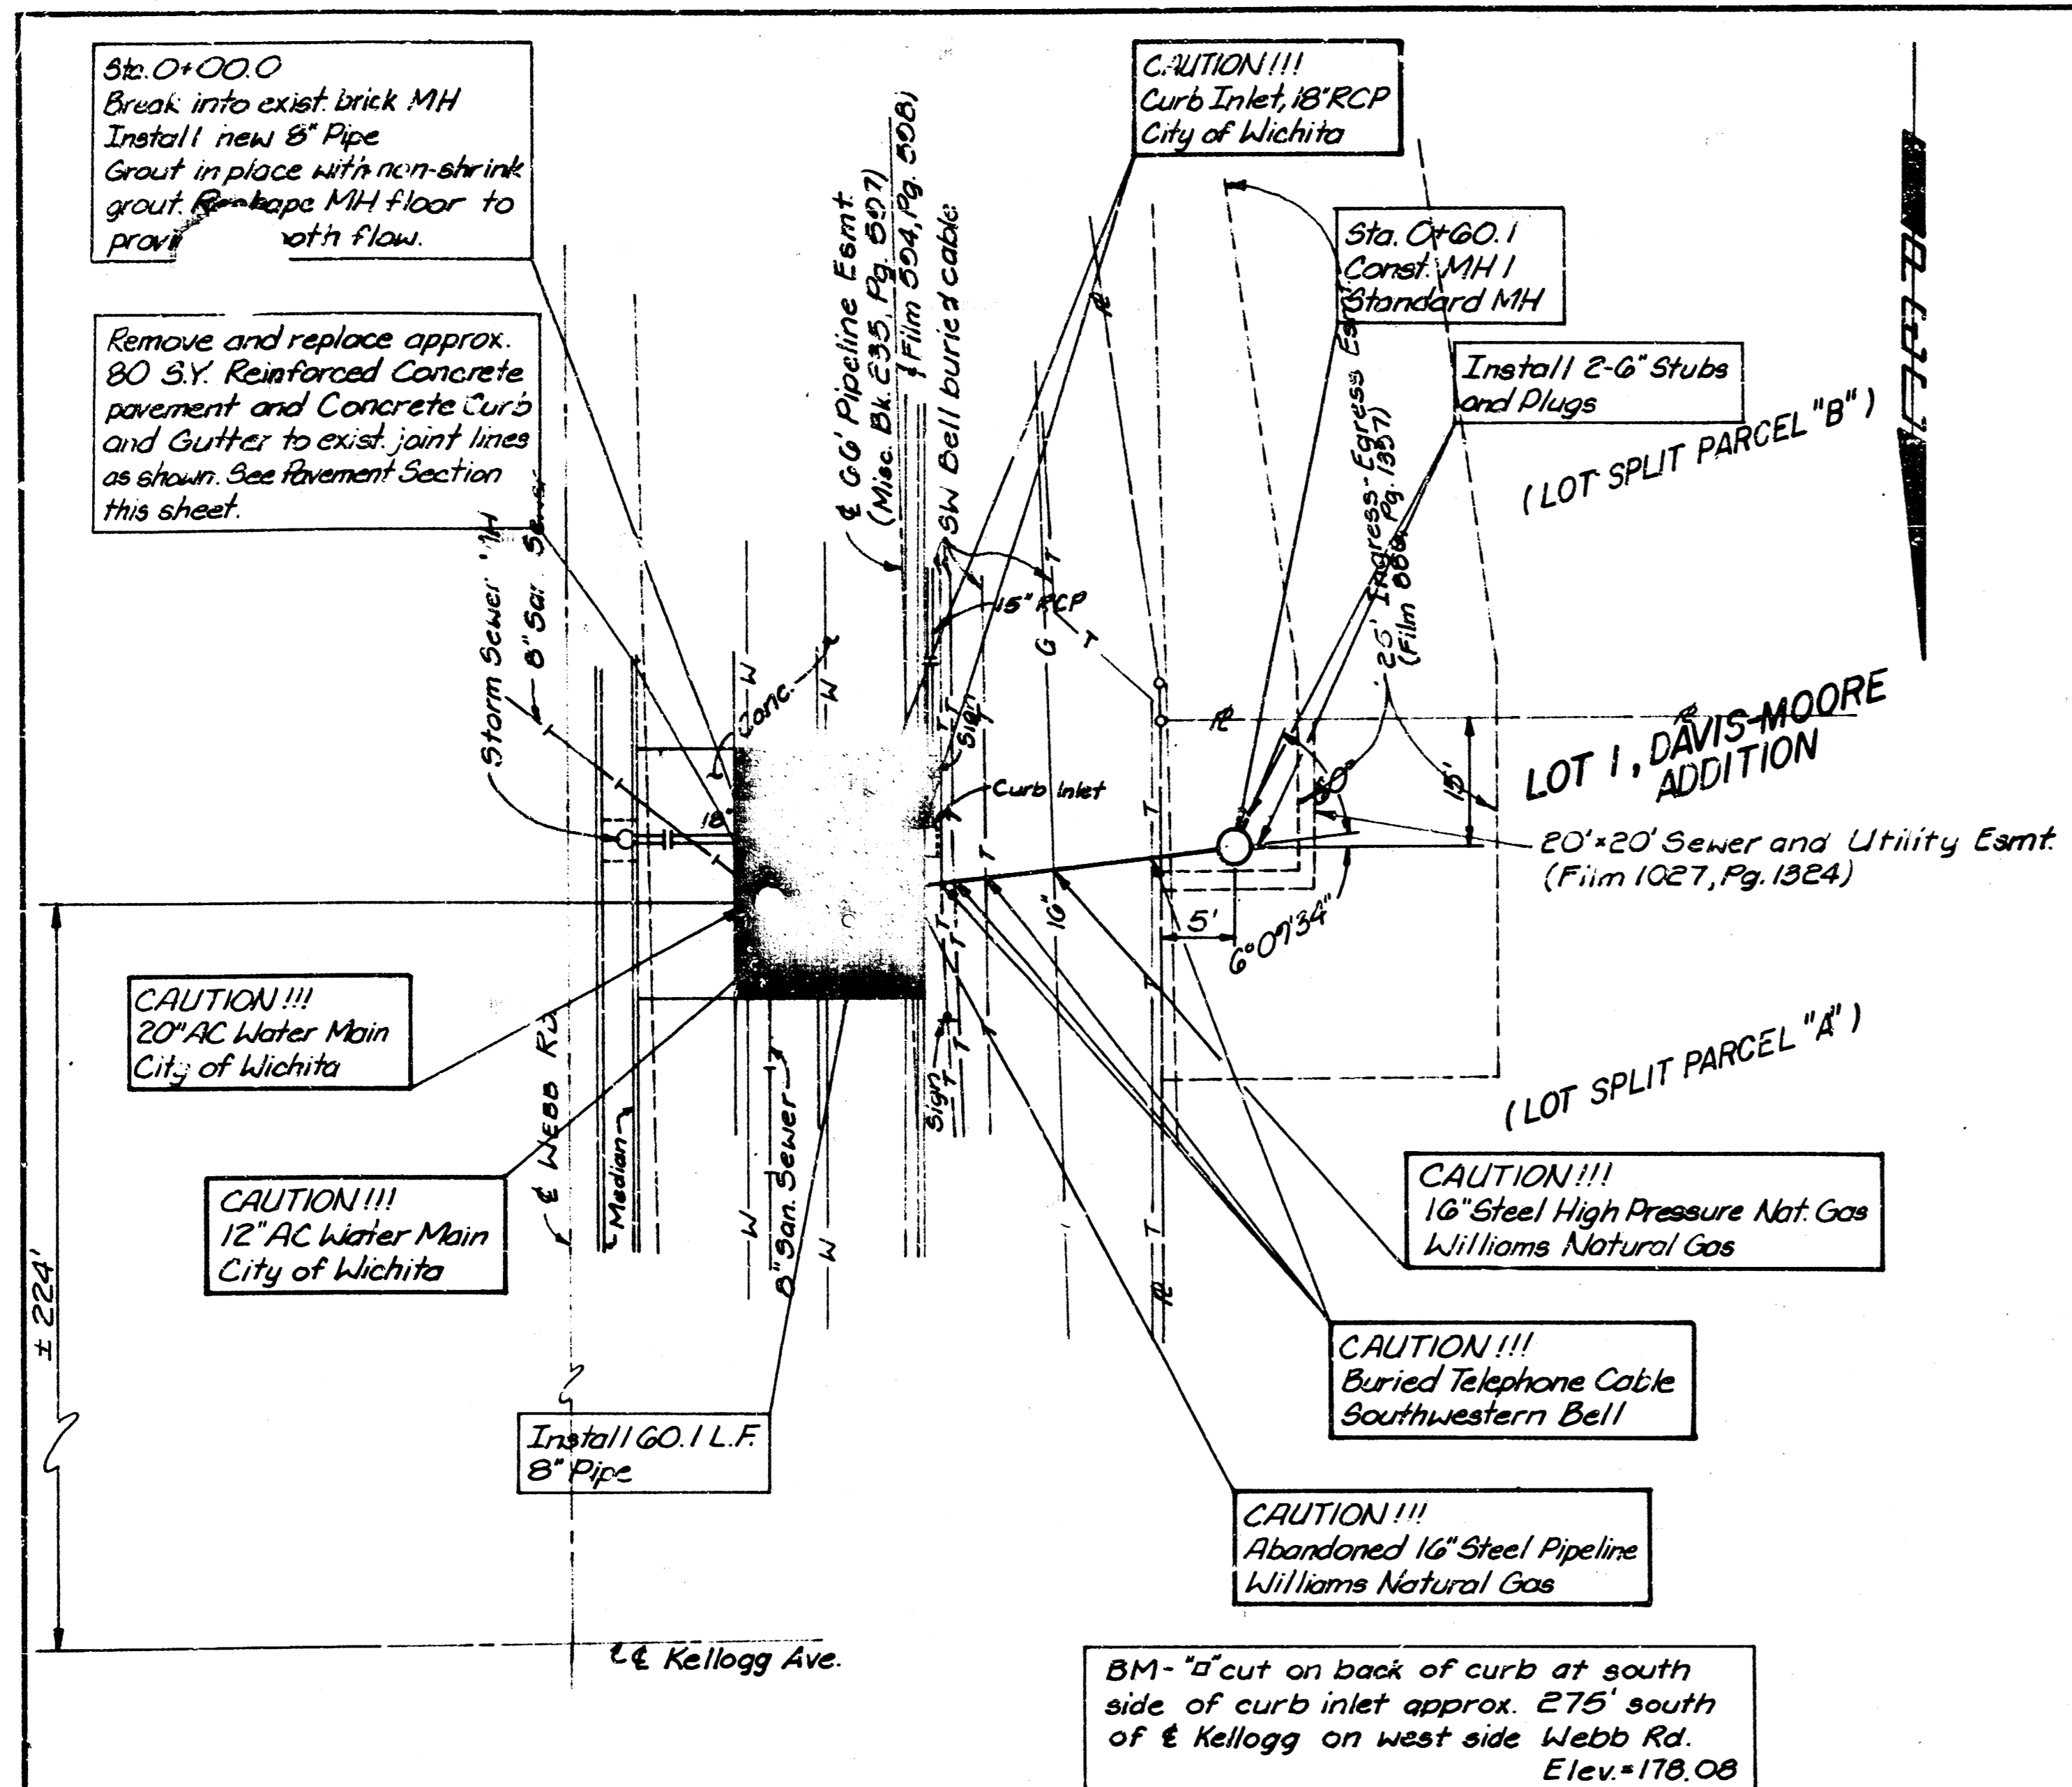 Sta. 0+00.0
Break into exist. brick MH
Install new 8" Pipe
Grout in place with non-shrink
grout. Reshape MH floor to
flow.
Remove and replace approx.
80 S.Y. Reinforced Concrete
pavement and Concrete Curb
and Gutter to exist. joint lines
as shown. See Pavement Section
this sheet.
CAUTION!!!
Curb Inlet, 18" RCP
City of Wichita
Sta. 0+60.1
Const. MH 1
Standard MH
Install 2-6" Stubs
and Plugs
℄ 66' Pipeline Esmt.
(Misc. Bk. 235, Pg. 597)
SW Bell buried cable
25' Ingress-Egress Esmt.
(LOT SPLIT PARCEL "B")
Storm Sewer MH
8"
15" RCP
Conc.
W
W
G
T
T
Sign
18"
Curb Inlet
LOT 1, DAVIS-MOORE
ADDITION
15'
20'×20' Sewer and Utility Esmt.
(Film 1027, Pg. 1324)
5'
6°07'34"
16"
(LOT SPLIT PARCEL "A")
CAUTION!!!
20" AC Water Main
City of Wichita
℄ WEBB RD.
Median
8" San. Sewer
W
W
Sign
CAUTION!!!
12" AC Water Main
City of Wichita
CAUTION!!!
16" Steel High Pressure Nat. Gas
Williams Natural Gas
± 224'
CAUTION!!!
Buried Telephone Cable
Southwestern Bell
Install 60.1 L.F.
8" Pipe
CAUTION!!!
Abandoned 16" Steel Pipeline
Williams Natural Gas
℄ Kellogg Ave.
BM- "□" cut on back of curb at south
side of curb inlet approx. 275' south
of ℄ Kellogg on west side Webb Rd.
Elev.=178.08